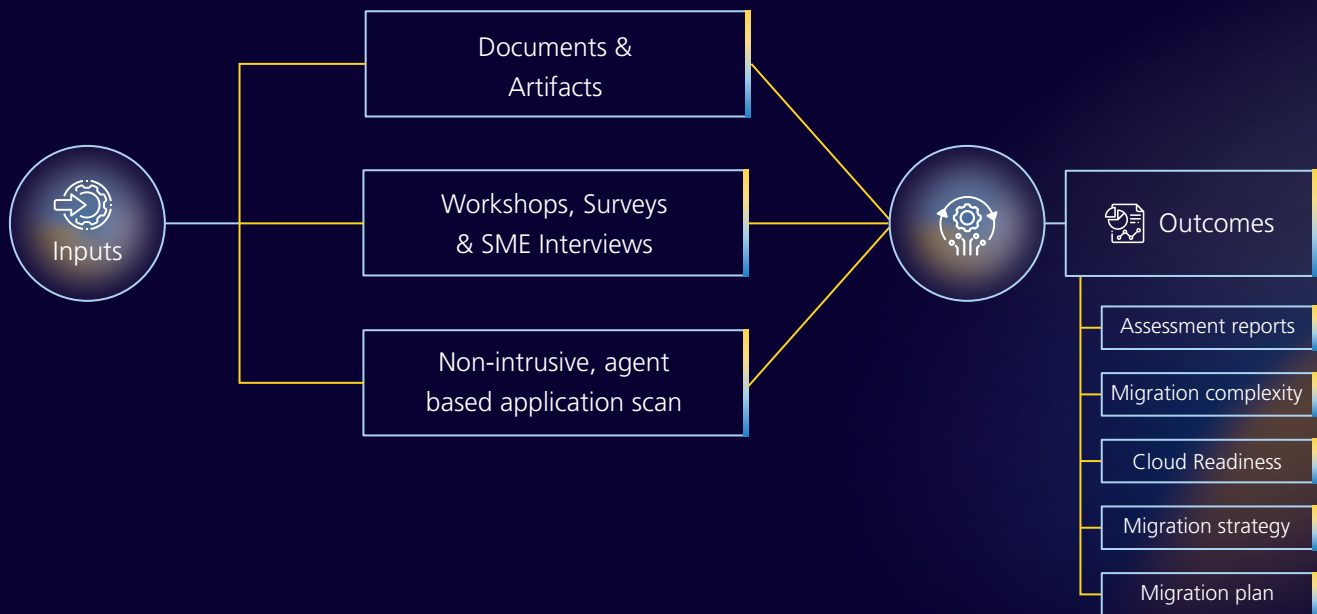 Inputs
Documents &
Artifacts
Workshops, Surveys
& SME Interviews
Non-intrusive, agent
based application scan
Outcomes
Assessment reports
Migration complexity
Cloud Readiness
Migration strategy
Migration plan